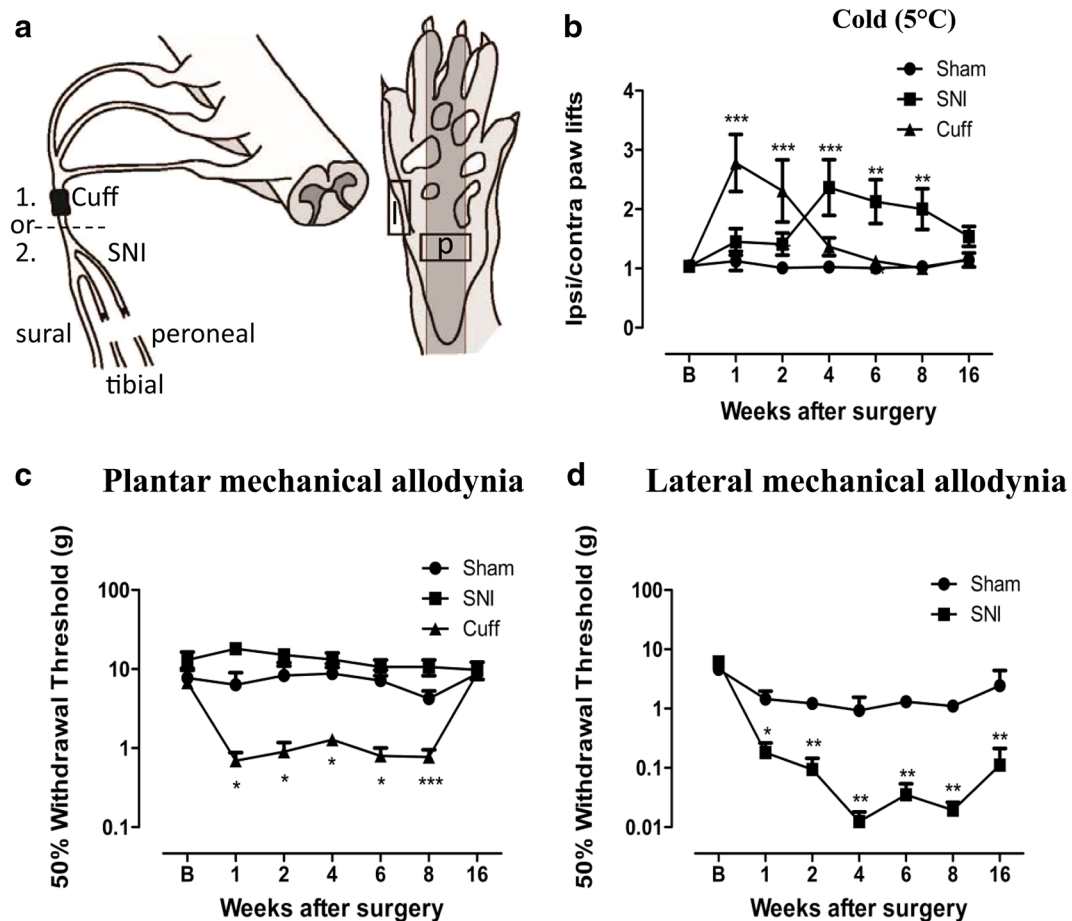 a
1. Cuff
or
2. SNI
sural peroneal
tibial
l
p
b
Cold (5°C)
Sham
SNI
Cuff
Ipsi/contra paw lifts
4
3
2
1
0
***
***
***
**
**
B 1 2 4 6 8 16
Weeks after surgery
c
Plantar mechanical allodynia
50% Withdrawal Threshold (g)
Sham
SNI
Cuff
100
10
1
0.1
* * * * ***
B 1 2 4 6 8 16
Weeks after surgery
d
Lateral mechanical allodynia
50% Withdrawal Threshold (g)
Sham
SNI
100
10
1
0.1
0.01
* ** ** ** ** **
B 1 2 4 6 8 16
Weeks after surgery